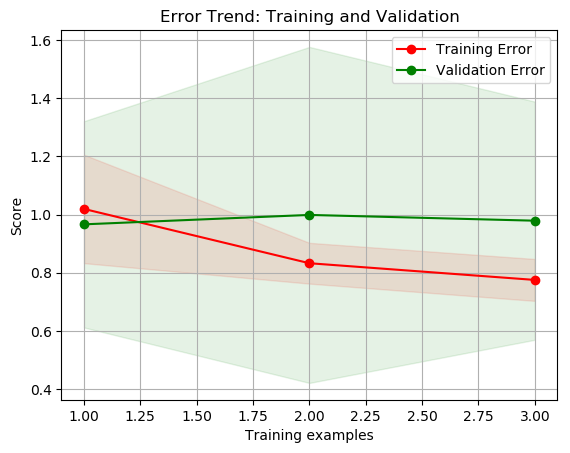 Error Trend: Training and Validation
1.6
1.4
1.2
1.0
0.8
0.6
0.4
Score
Training Error
Validation Error
1.00 1.25 1.50 1.75 2.00 2.25 2.50 2.75 3.00
Training examples